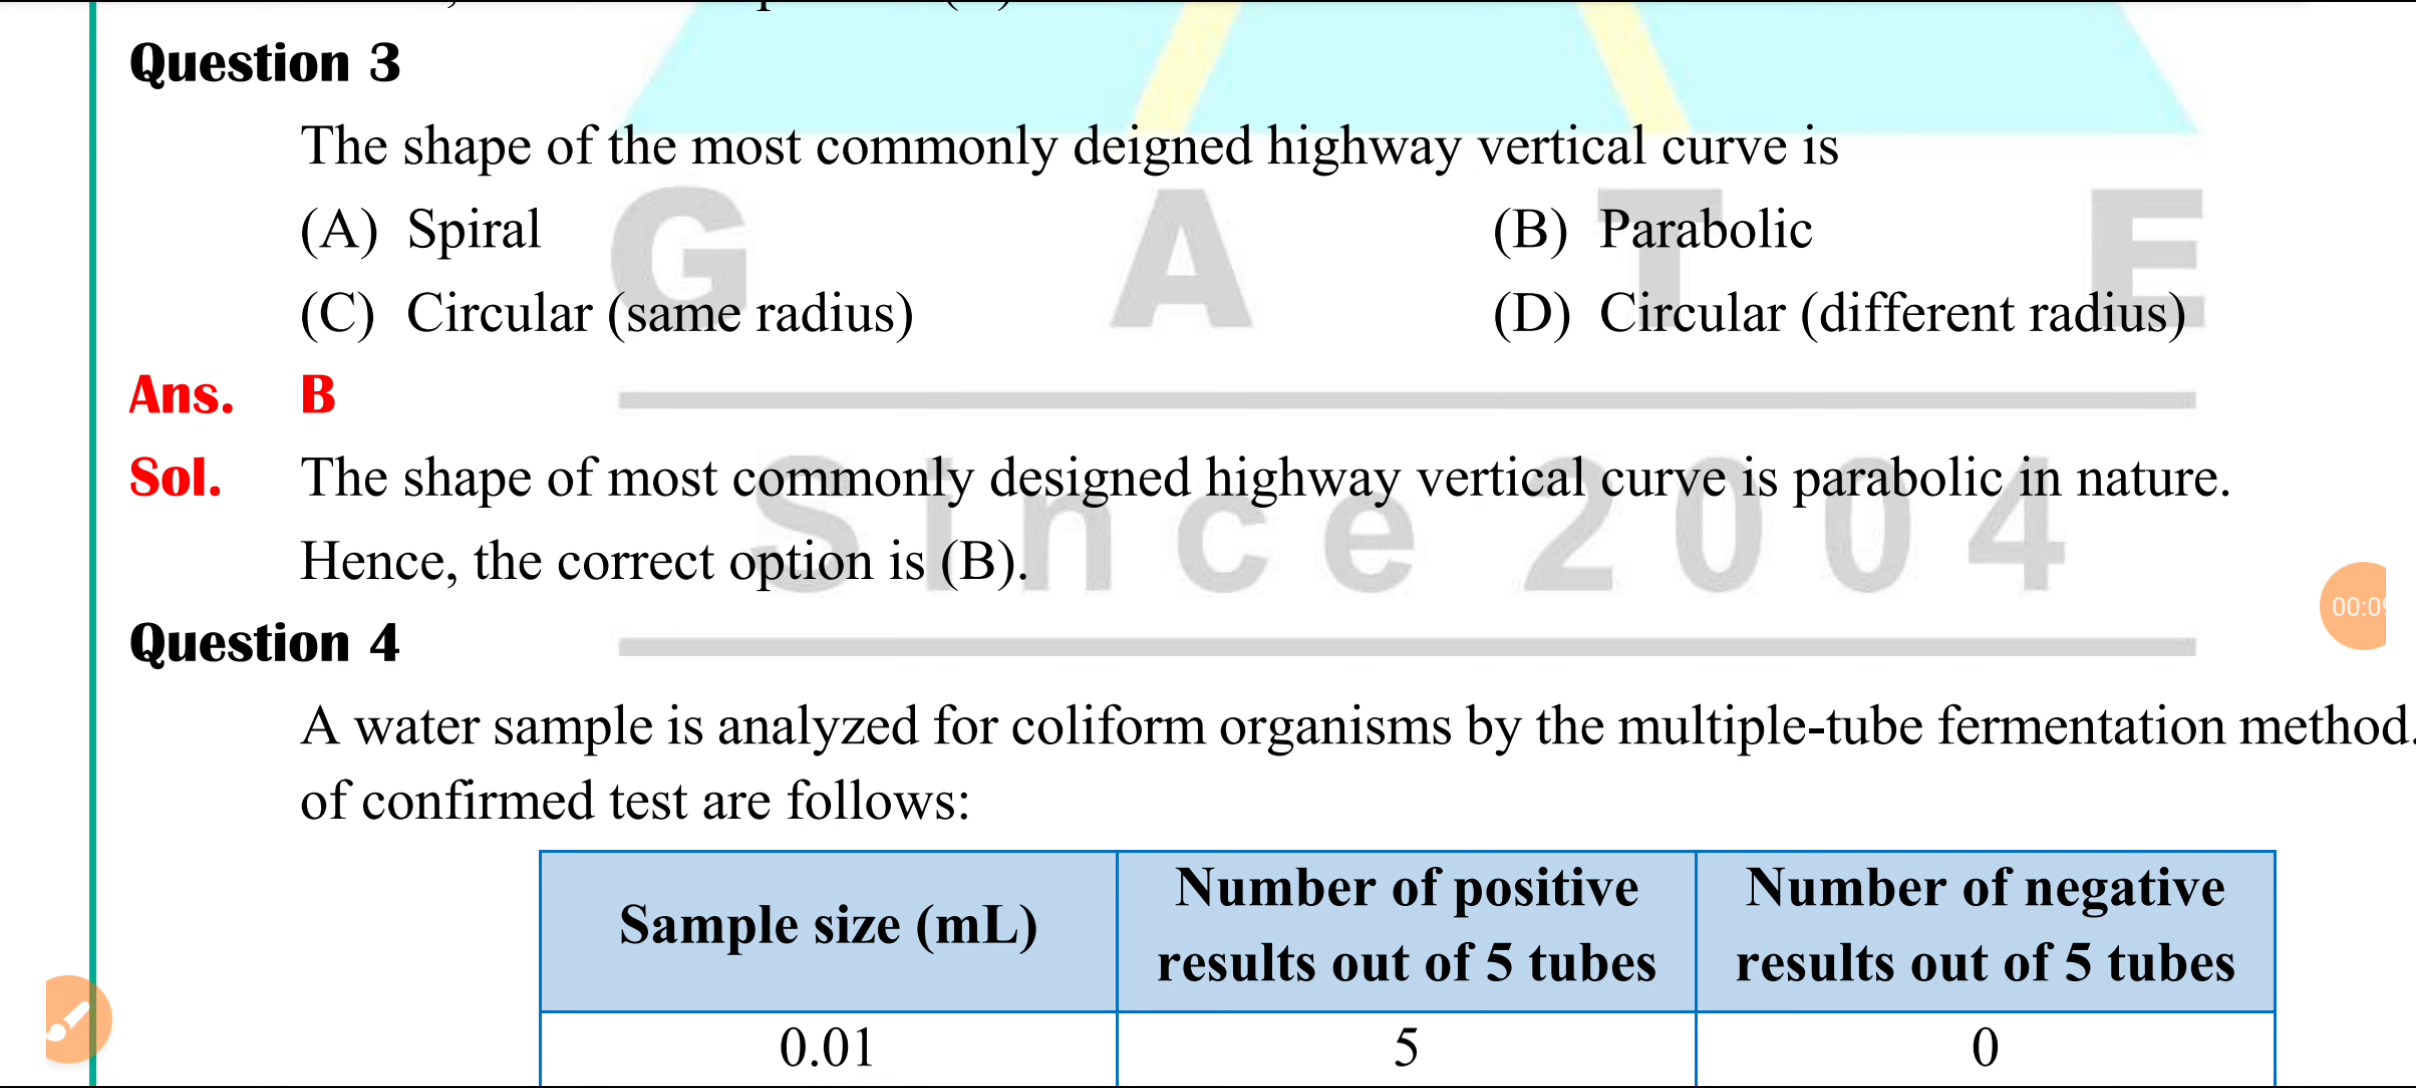 Question 3
The shape of the most commonly deigned highway vertical curve is
(A) Spiral (B) Parabolic
(C) Circular (same radius) (D) Circular (different radius)
Ans. B
Sol. The shape of most commonly designed highway vertical curve is parabolic in nature.
Hence, the correct option is (B).
G A T E
Since 2004
Question 4
A water sample is analyzed for coliform organisms by the multiple-tube fermentation method.
of confirmed test are follows:
Sample size (mL) Number of positive results out of 5 tubes Number of negative results out of 5 tubes
0.01 5 0